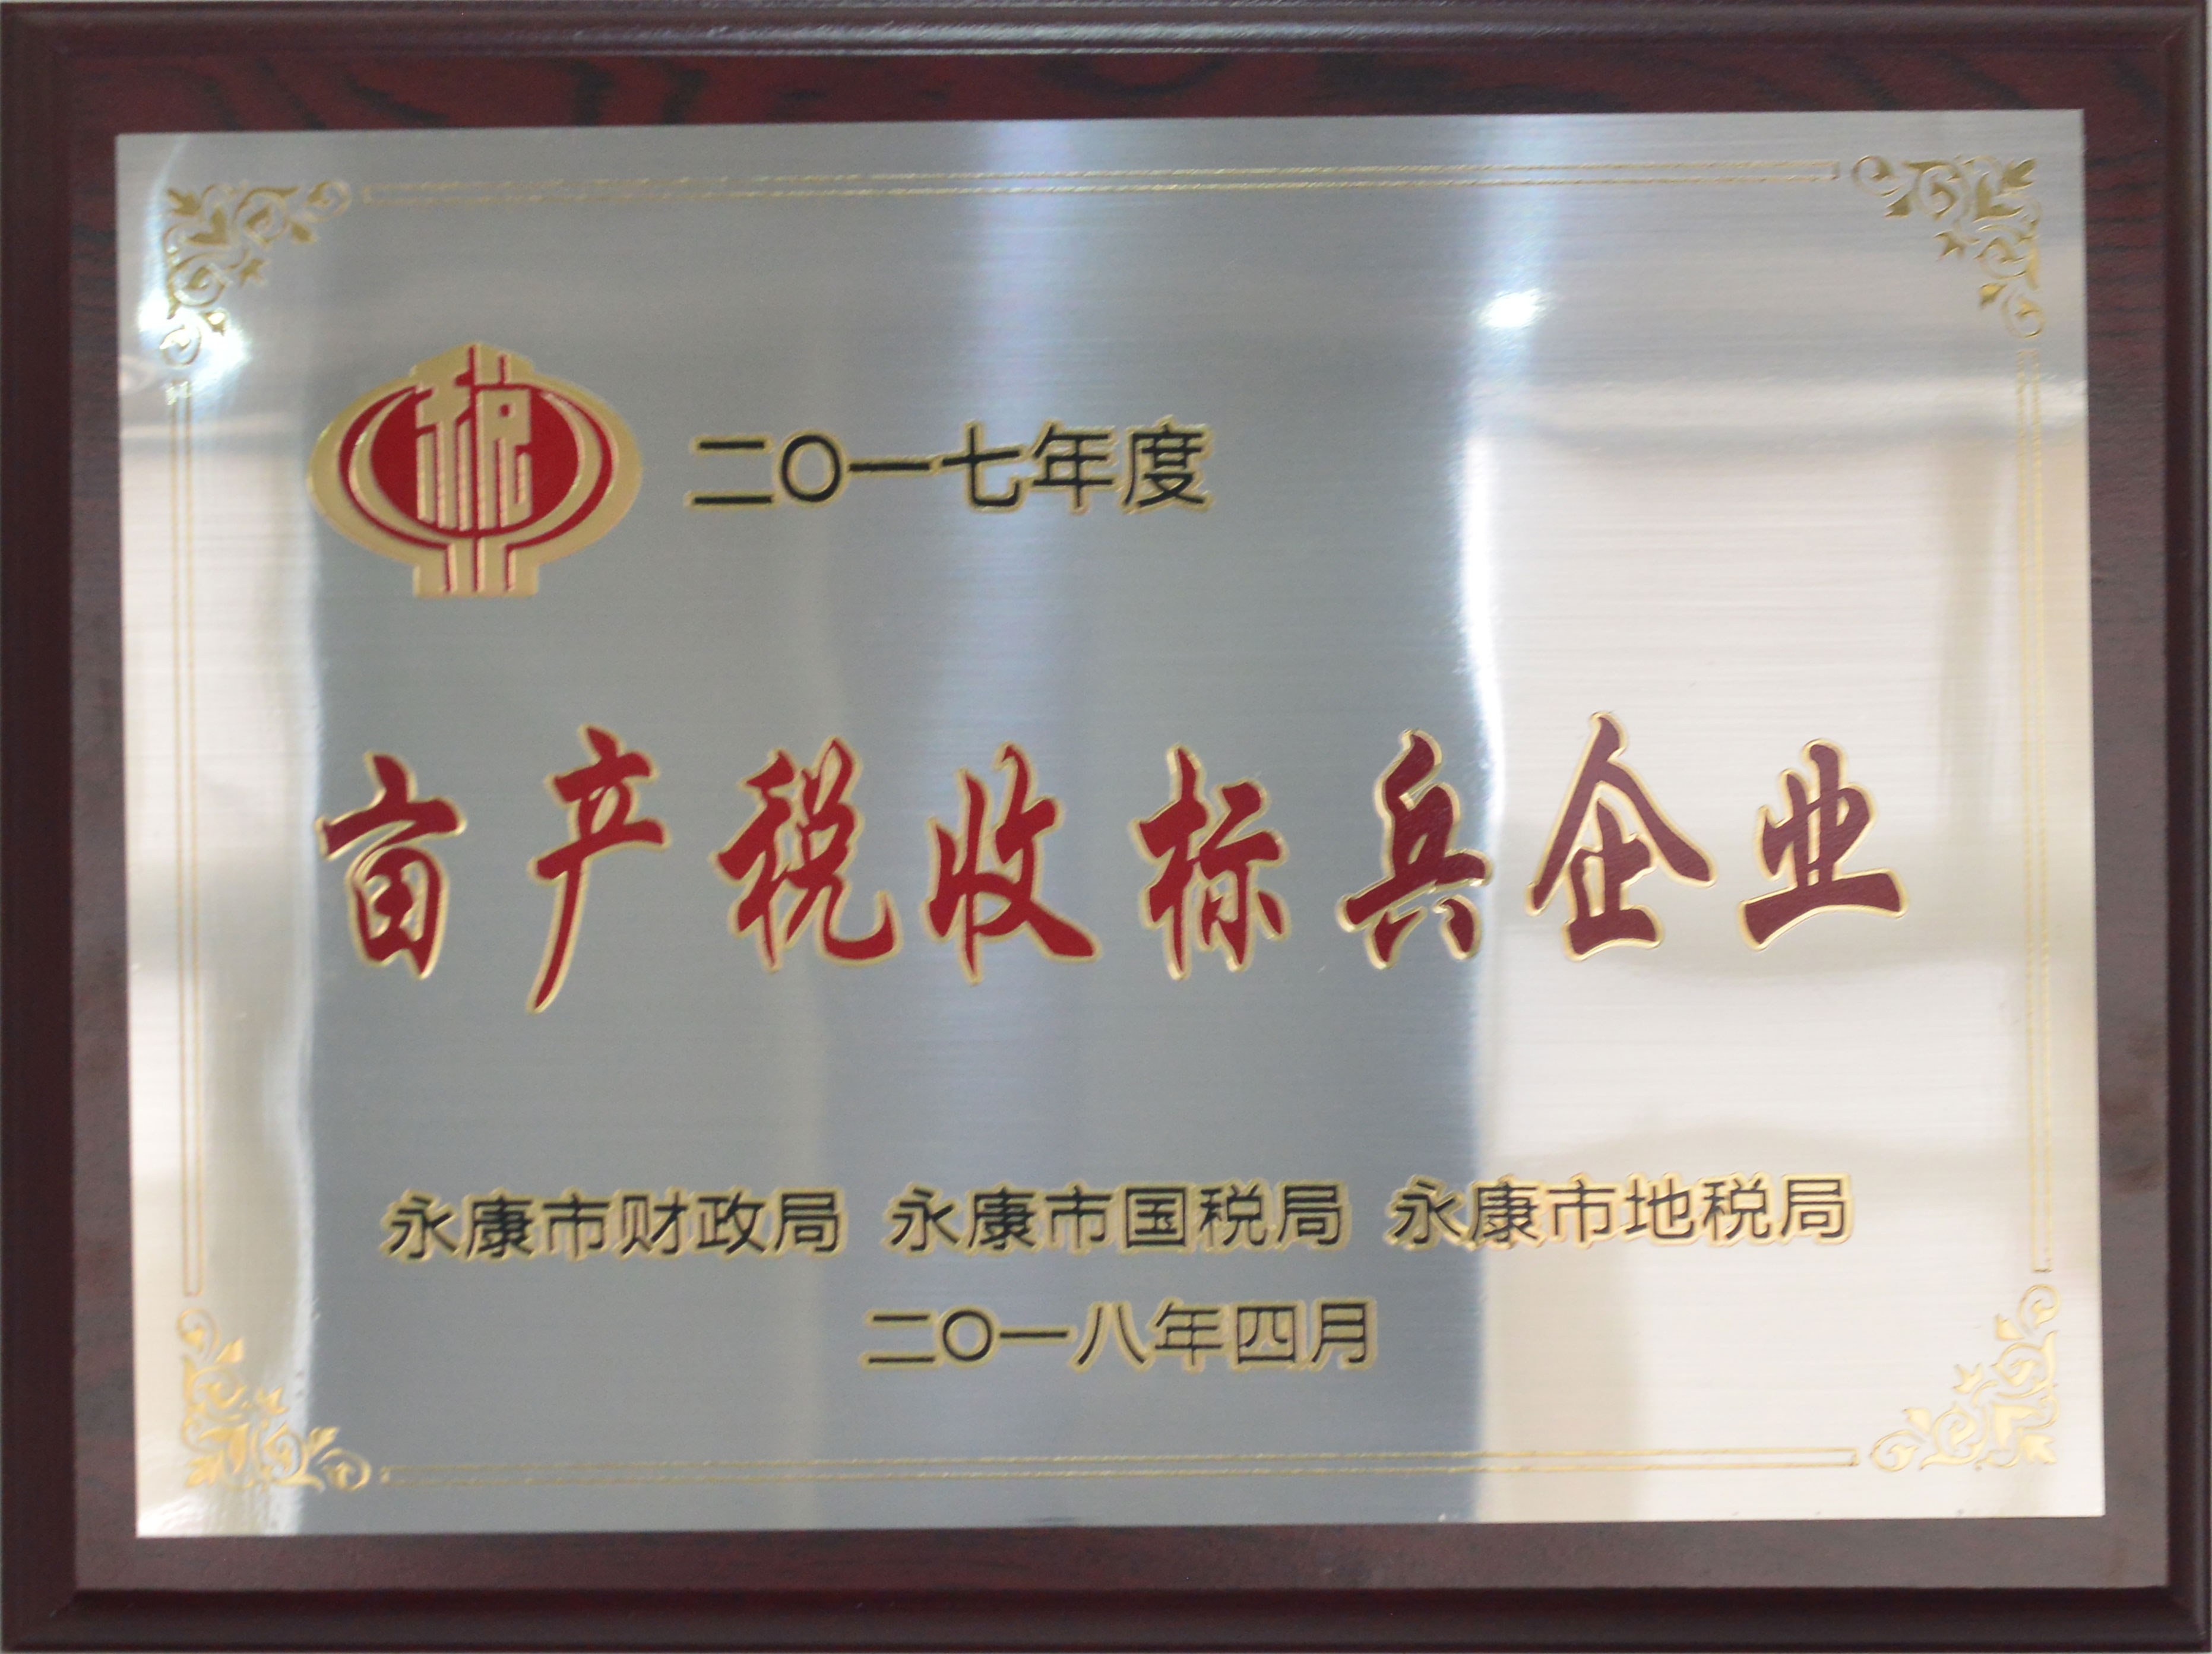 税
二〇一七年度
亩产税收标兵企业
永康市财政局 永康市国税局 永康市地税局
二〇一八年四月